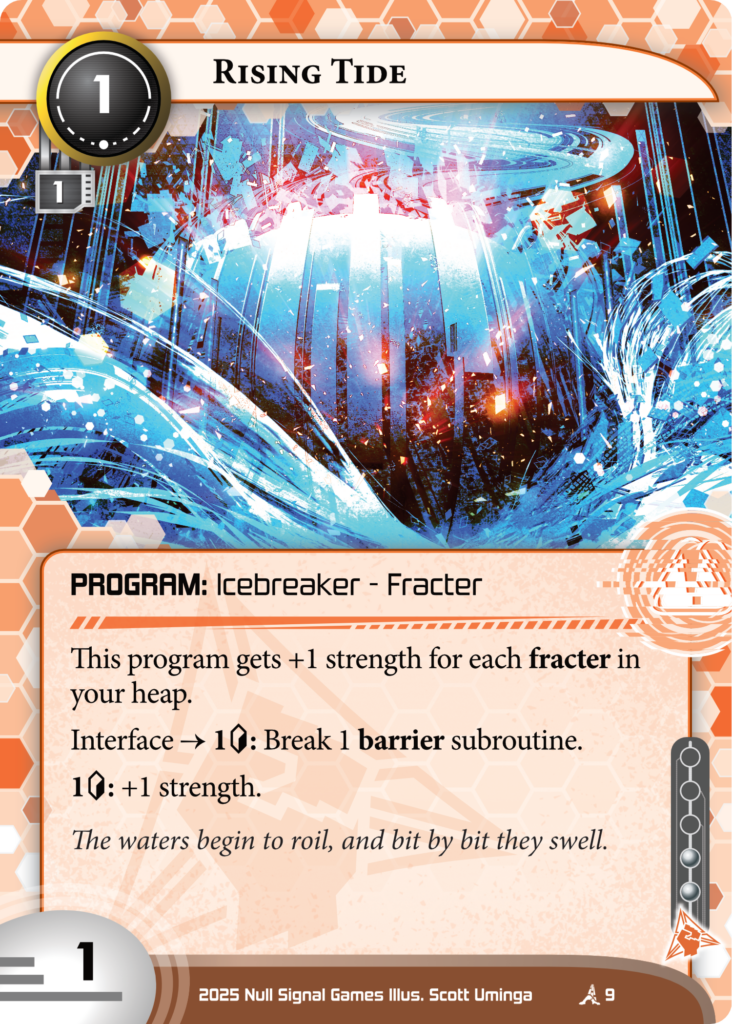 1
Rising Tide
1
PROGRAM: Icebreaker - Fracter
This program gets +1 strength for each fracter in
your heap.
Interface → 1: Break 1 barrier subroutine.
1: +1 strength.
The waters begin to roil, and bit by bit they swell.
1
2025 Null Signal Games Illus. Scott Uminga 9